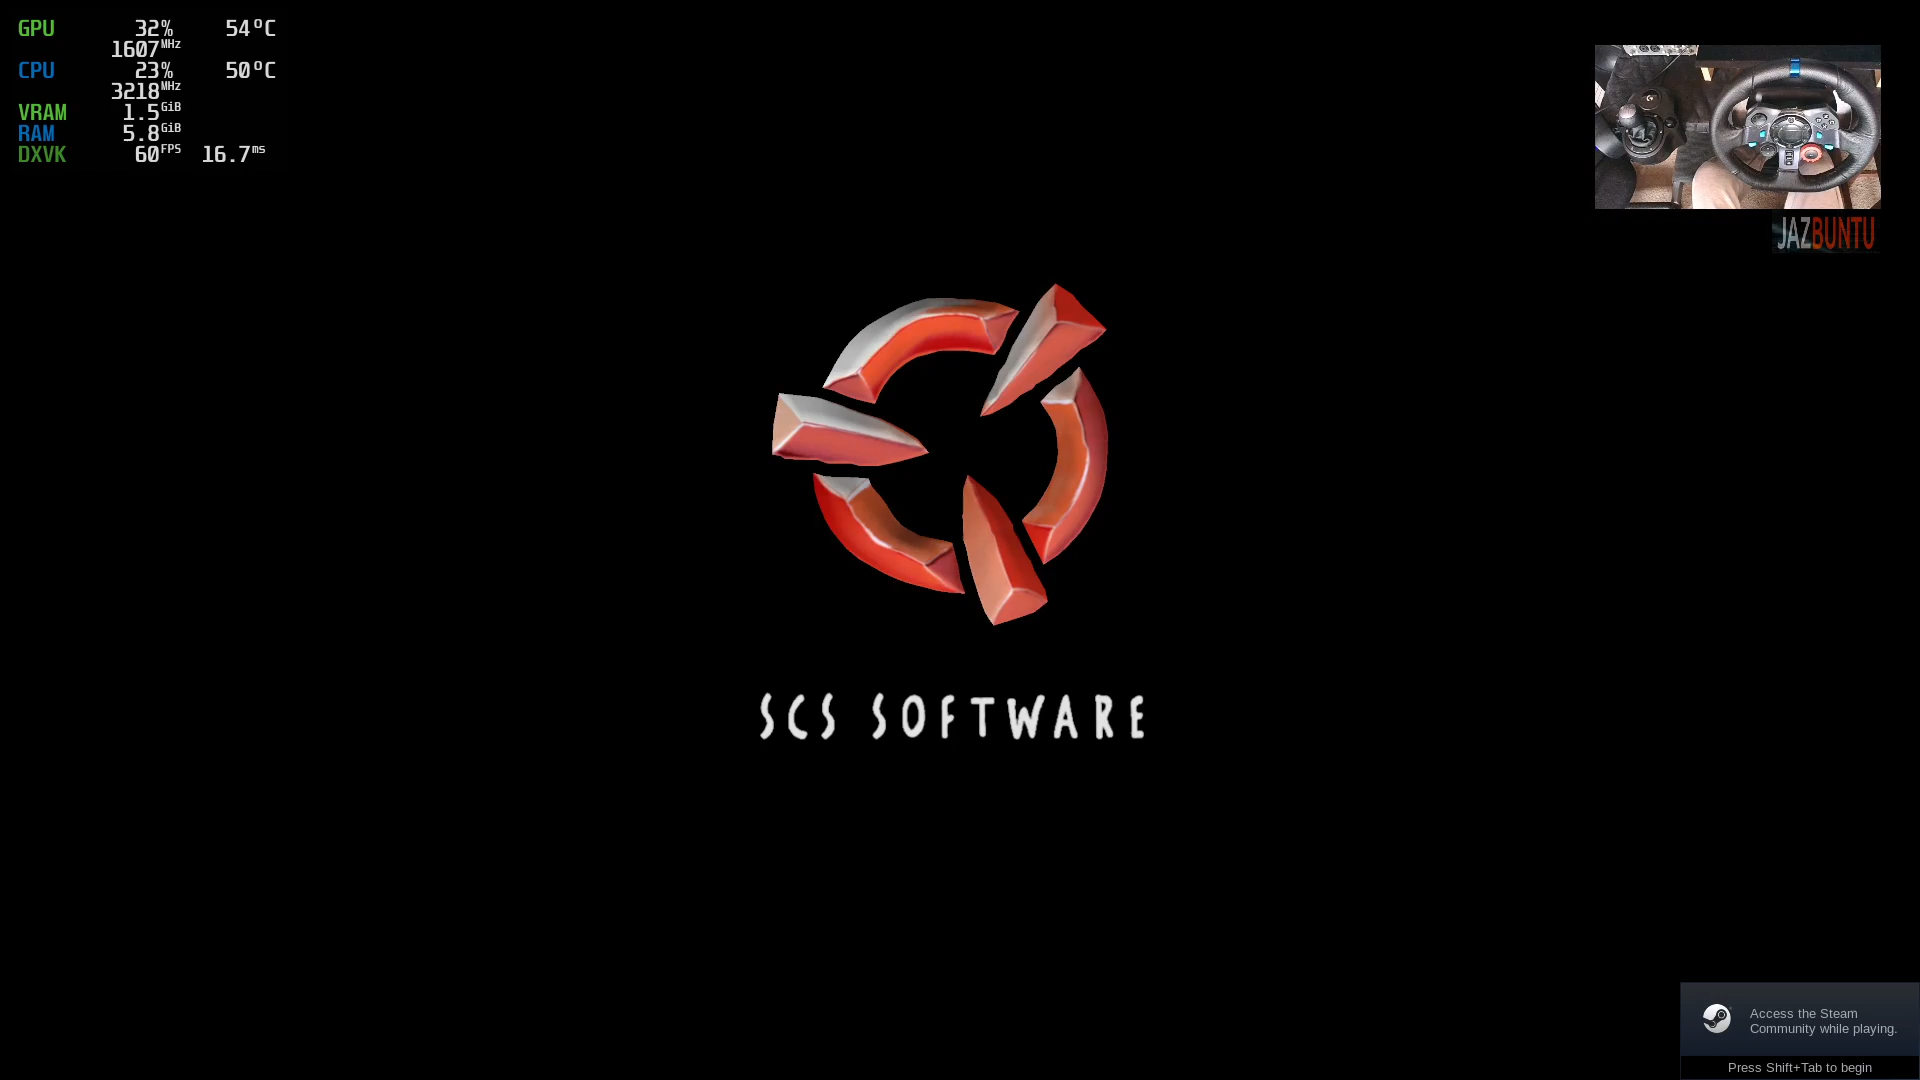 GPU 32% 54°C
1607MHz
CPU 23% 50°C
3218MHz
VRAM 1.5GiB
RAM 5.8GiB
DXVK 60FPS 16.7ms
JAZBUNTU
SCS SOFTWARE
Access the Steam
Community while playing.
Press Shift+Tab to begin